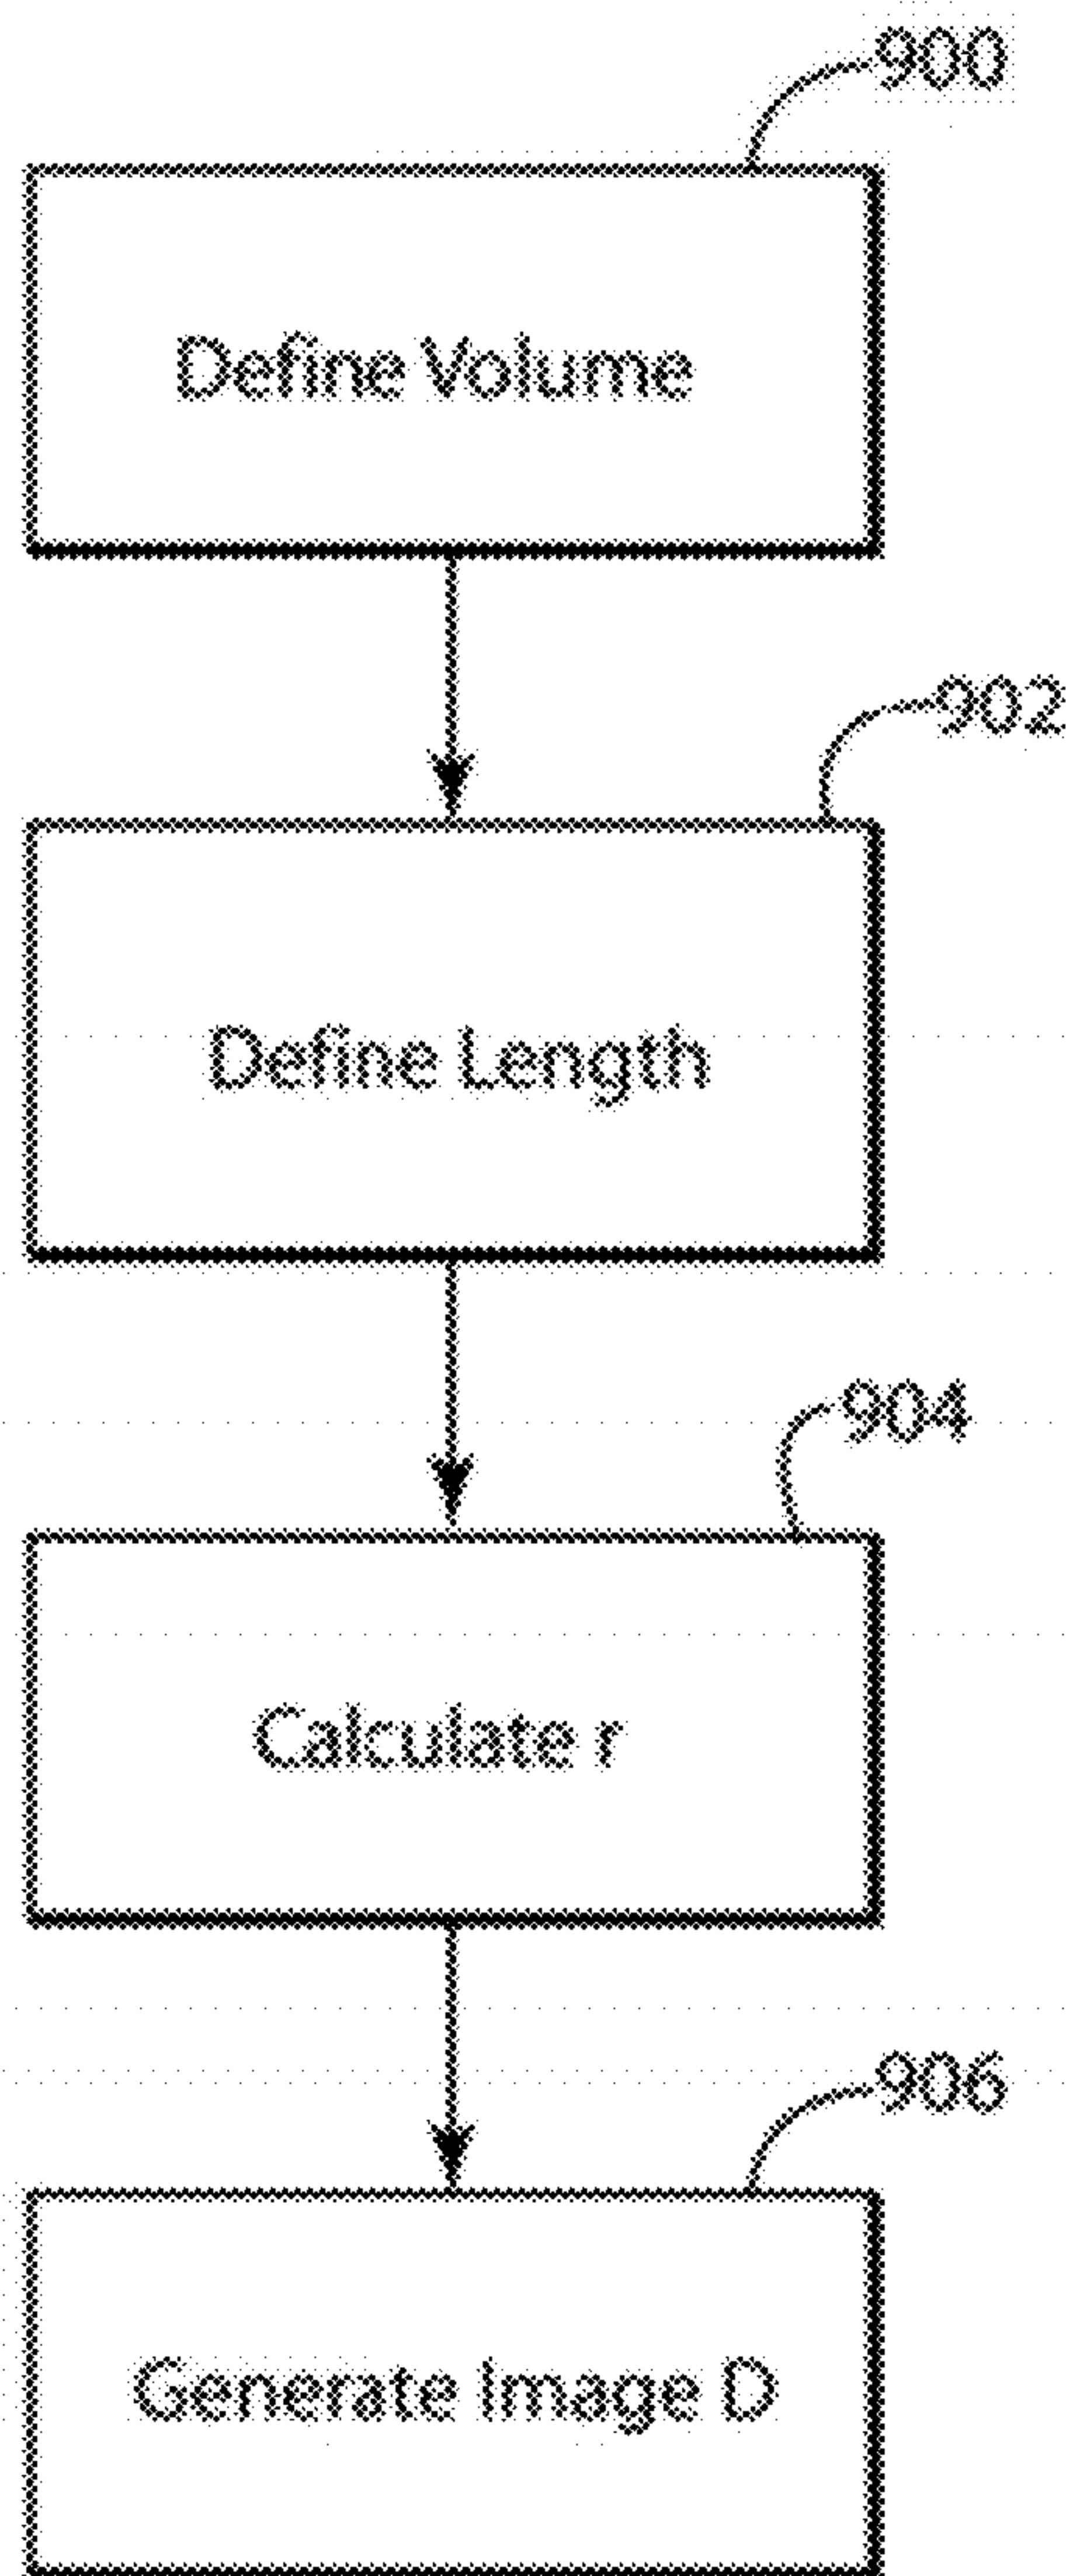 900
Define Volume
902
Define Length
904
Calculate r
906
Generate Image D